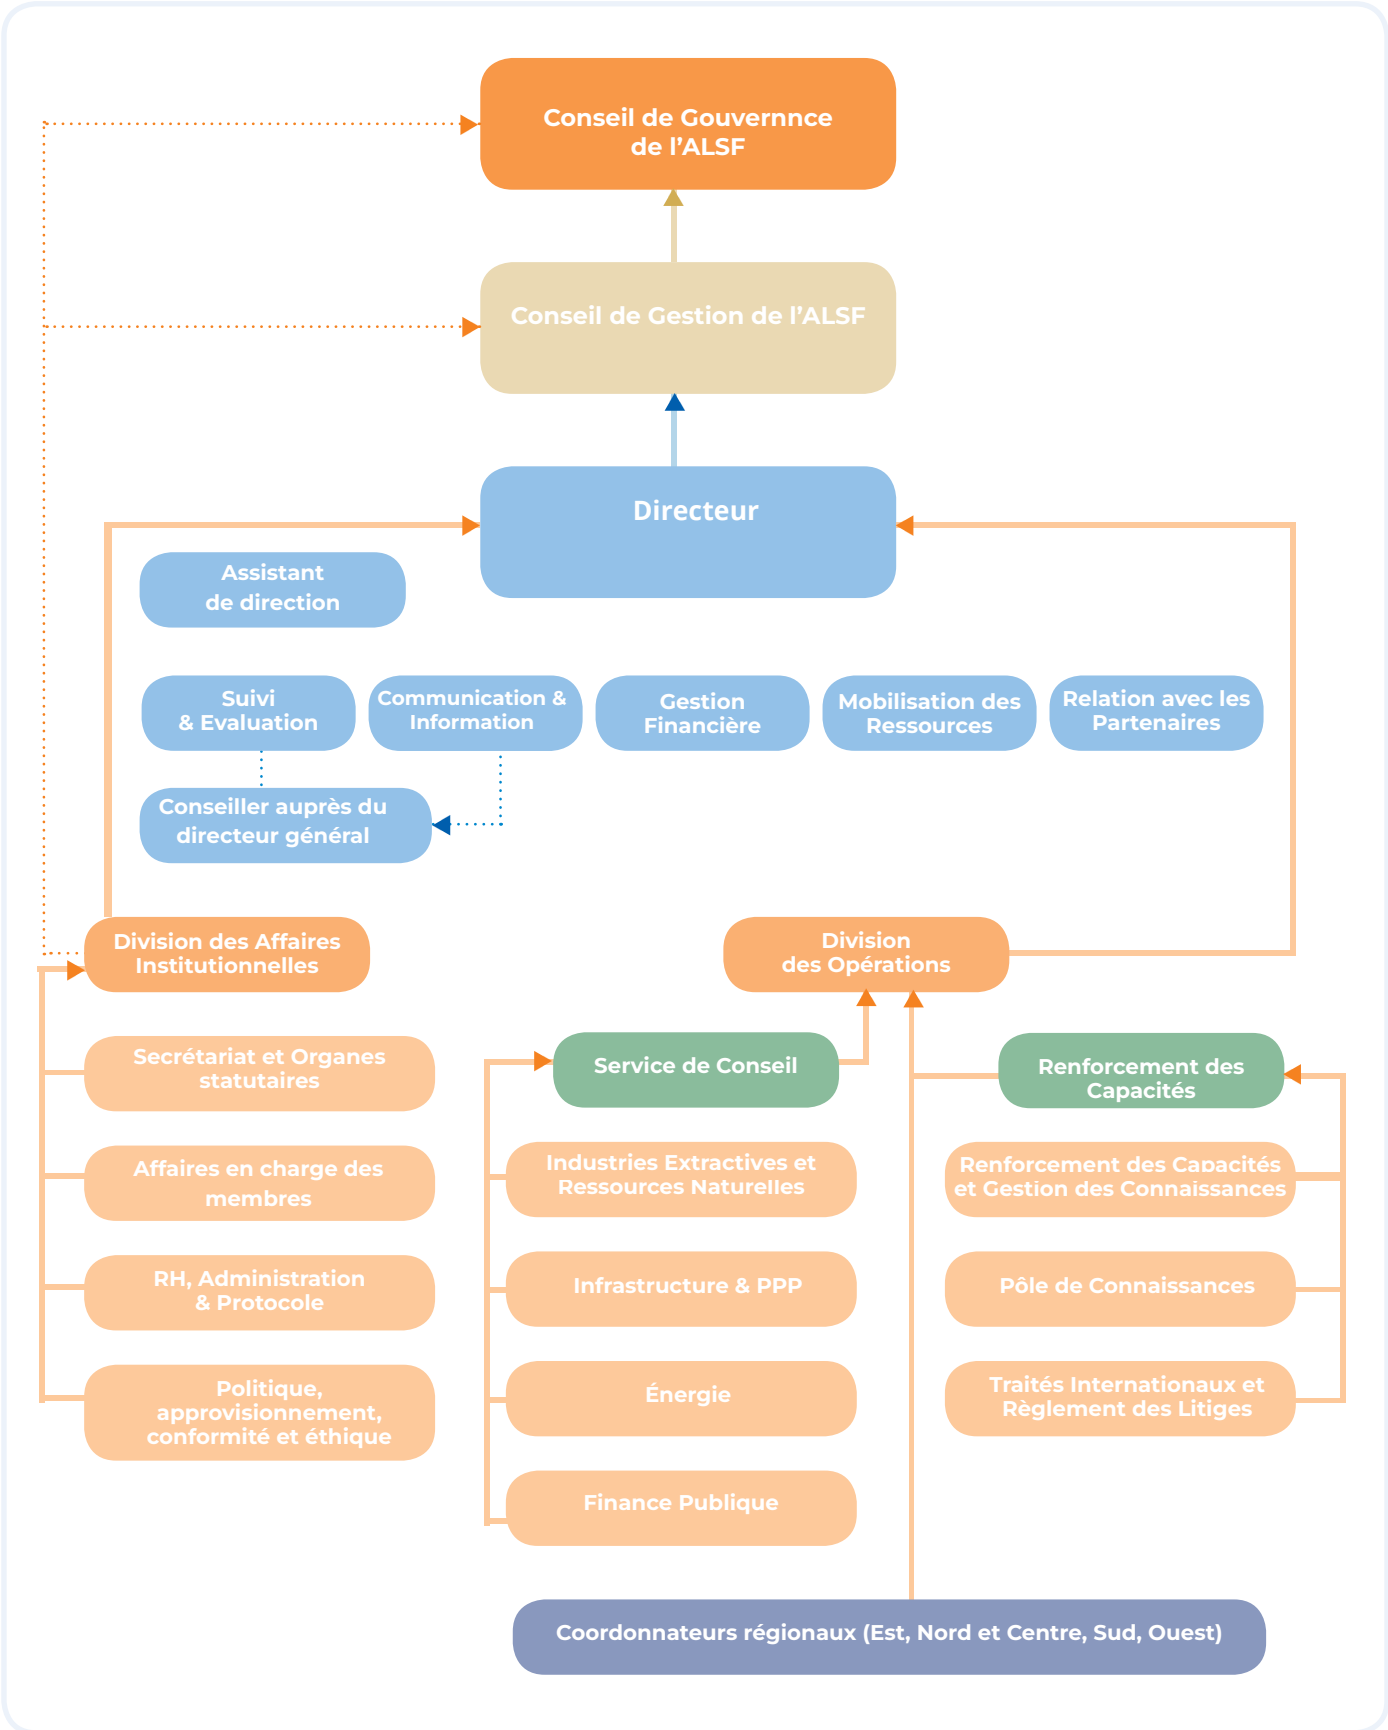 Conseil de Gouvernnce
de l’ALSF
Conseil de Gestion de l’ALSF
Directeur
Assistant
de direction
Suivi
& Evaluation
Communication &
Information
Gestion
Financière
Mobilisation des
Ressources
Relation avec les
Partenaires
Conseiller auprès du
directeur général
Division des Affaires
Institutionnelles
Division
des Opérations
Secrétariat et Organes
statutaires
Affaires en charge des
membres
RH, Administration
& Protocole
Politique,
approvisionnement,
conformité et éthique
Service de Conseil
Industries Extractives et
Ressources Naturelles
Infrastructure & PPP
Énergie
Finance Publique
Renforcement des
Capacités
Renforcement des Capacités
et Gestion des Connaissances
Pôle de Connaissances
Traités Internationaux et
Règlement des Litiges
Coordonnateurs régionaux (Est, Nord et Centre, Sud, Ouest)